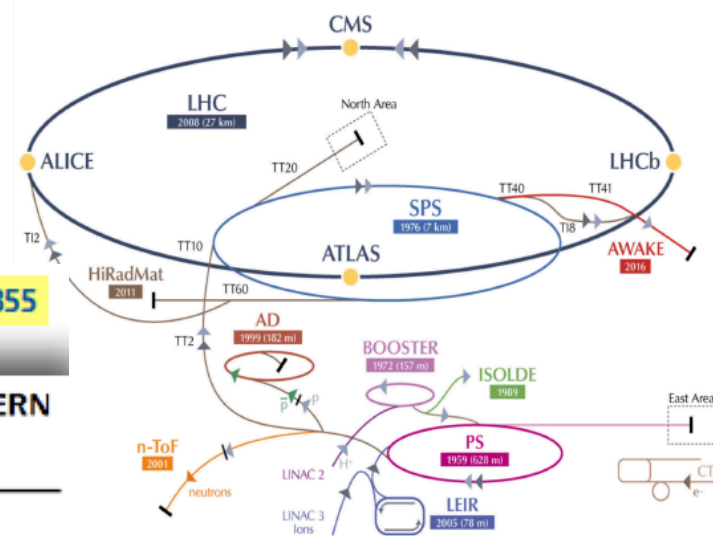 CMS
LHC
2008 (27 km)
North Area
ALICE
LHCb
TT20
TT40
TT41
SPS
1976 (7 km)
TI8
TI2
TT10
ATLAS
AWAKE
2016
HiRadMat
2011
TT60
355
AD
1999 (182 m)
TT2
BOOSTER
1972 (157 m)
ISOLDE
1989
p
p
East Area
ERN
n-ToF
2001
PS
1959 (628 m)
H+
LINAC 2
neutrons
CT
e-
LEIR
2005 (78 m)
LINAC 3
Ions